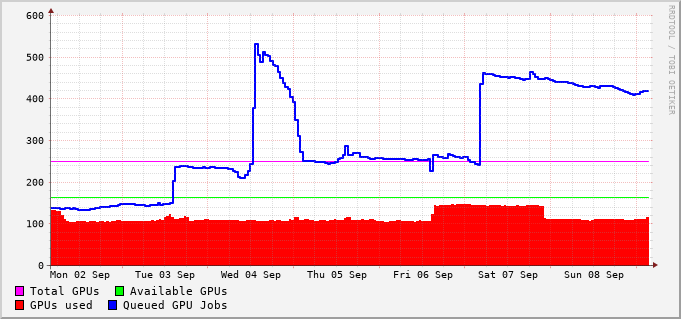 RRDTOOL / TOBI OETIKER
600
500
400
300
200
100
0
Mon 02 Sep Tue 03 Sep Wed 04 Sep Thu 05 Sep Fri 06 Sep Sat 07 Sep Sun 08 Sep
Total GPUs Available GPUs
GPUs used Queued GPU Jobs